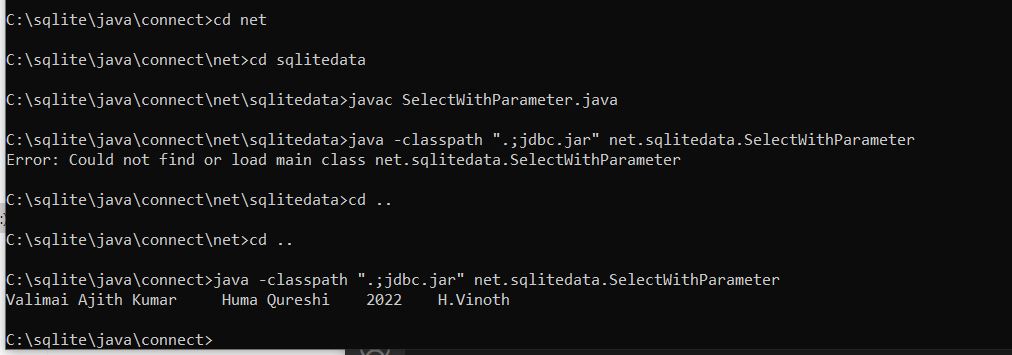 C:\sqlite\java\connect>cd net
C:\sqlite\java\connect\net>cd sqlitedata
C:\sqlite\java\connect\net\sqlitedata>javac SelectWithParameter.java
C:\sqlite\java\connect\net\sqlitedata>java -classpath ".;jdbc.jar" net.sqlitedata.SelectWithParameter
Error: Could not find or load main class net.sqlitedata.SelectWithParameter
C:\sqlite\java\connect\net\sqlitedata>cd ..
C:\sqlite\java\connect\net>cd ..
C:\sqlite\java\connect>java -classpath ".;jdbc.jar" net.sqlitedata.SelectWithParameter
Valimai Ajith Kumar     Huma Qureshi    2022    H.Vinoth
C:\sqlite\java\connect>